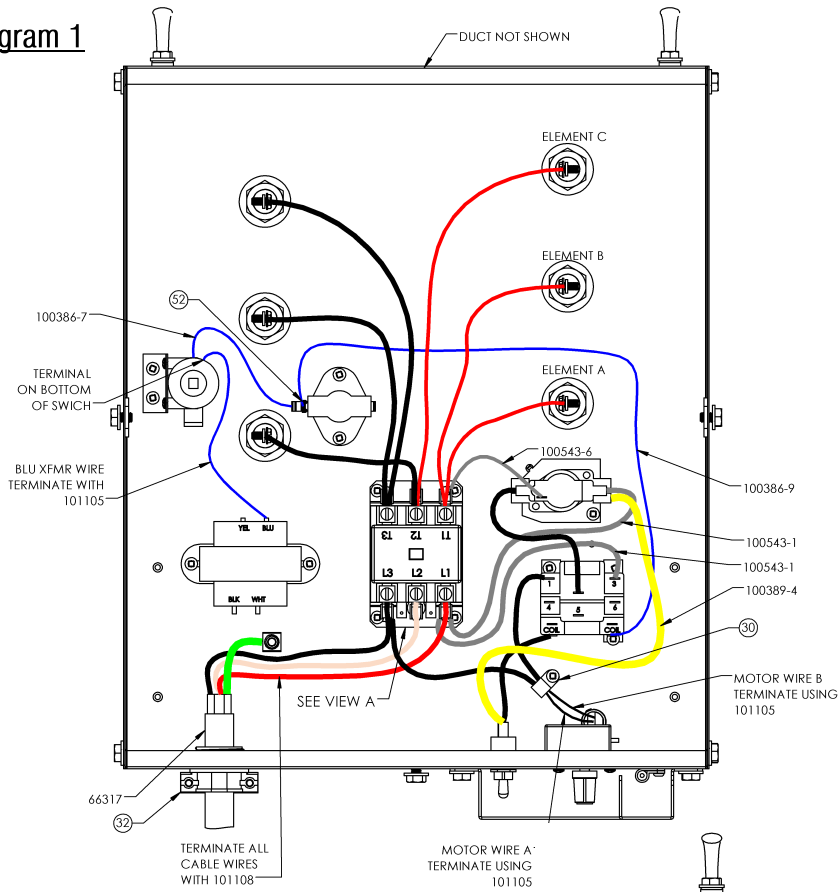 gram 1
DUCT NOT SHOWN
ELEMENT C
ELEMENT B
52
100386-7
TERMINAL
ON BOTTOM
OF SWICH
ELEMENT A
100543-6
BLU XFMR WIRE
TERMINATE WITH
101105
100386-9
YEL BLU
T3 T2 T1
100543-1
L3 L2 L1
100543-1
1 3
100389-4
BLK WHT
4 5 6
COIL COIL
30
SEE VIEW A
MOTOR WIRE B
TERMINATE USING
101105
66317
32
TERMINATE ALL
CABLE WIRES
WITH 101108
MOTOR WIRE A
TERMINATE USING
101105